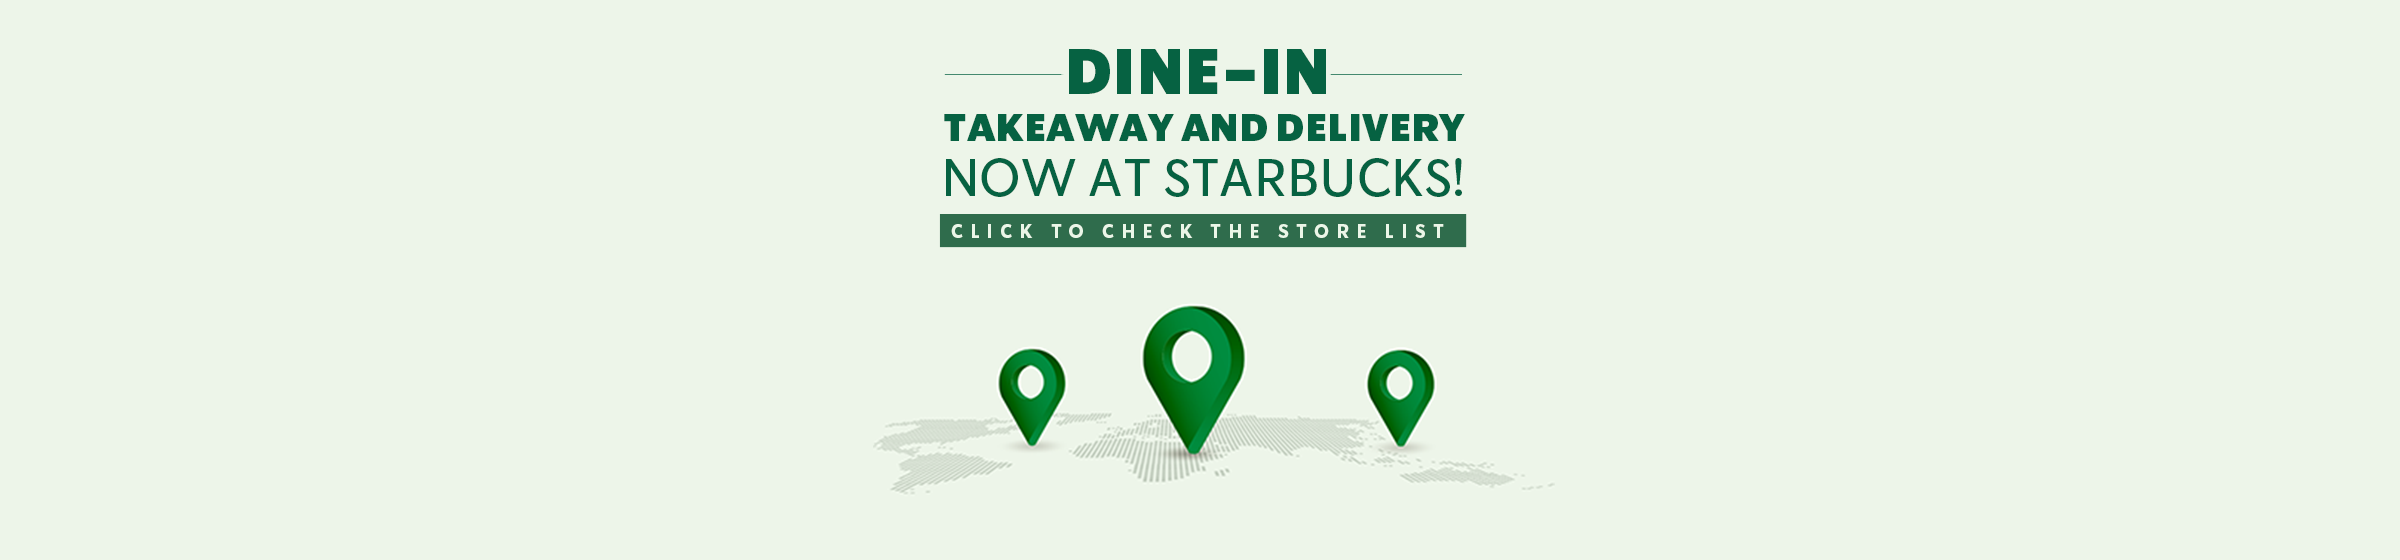 DINE-IN
TAKEAWAY AND DELIVERY
NOW AT STARBUCKS!
CLICK TO CHECK THE STORE LIST